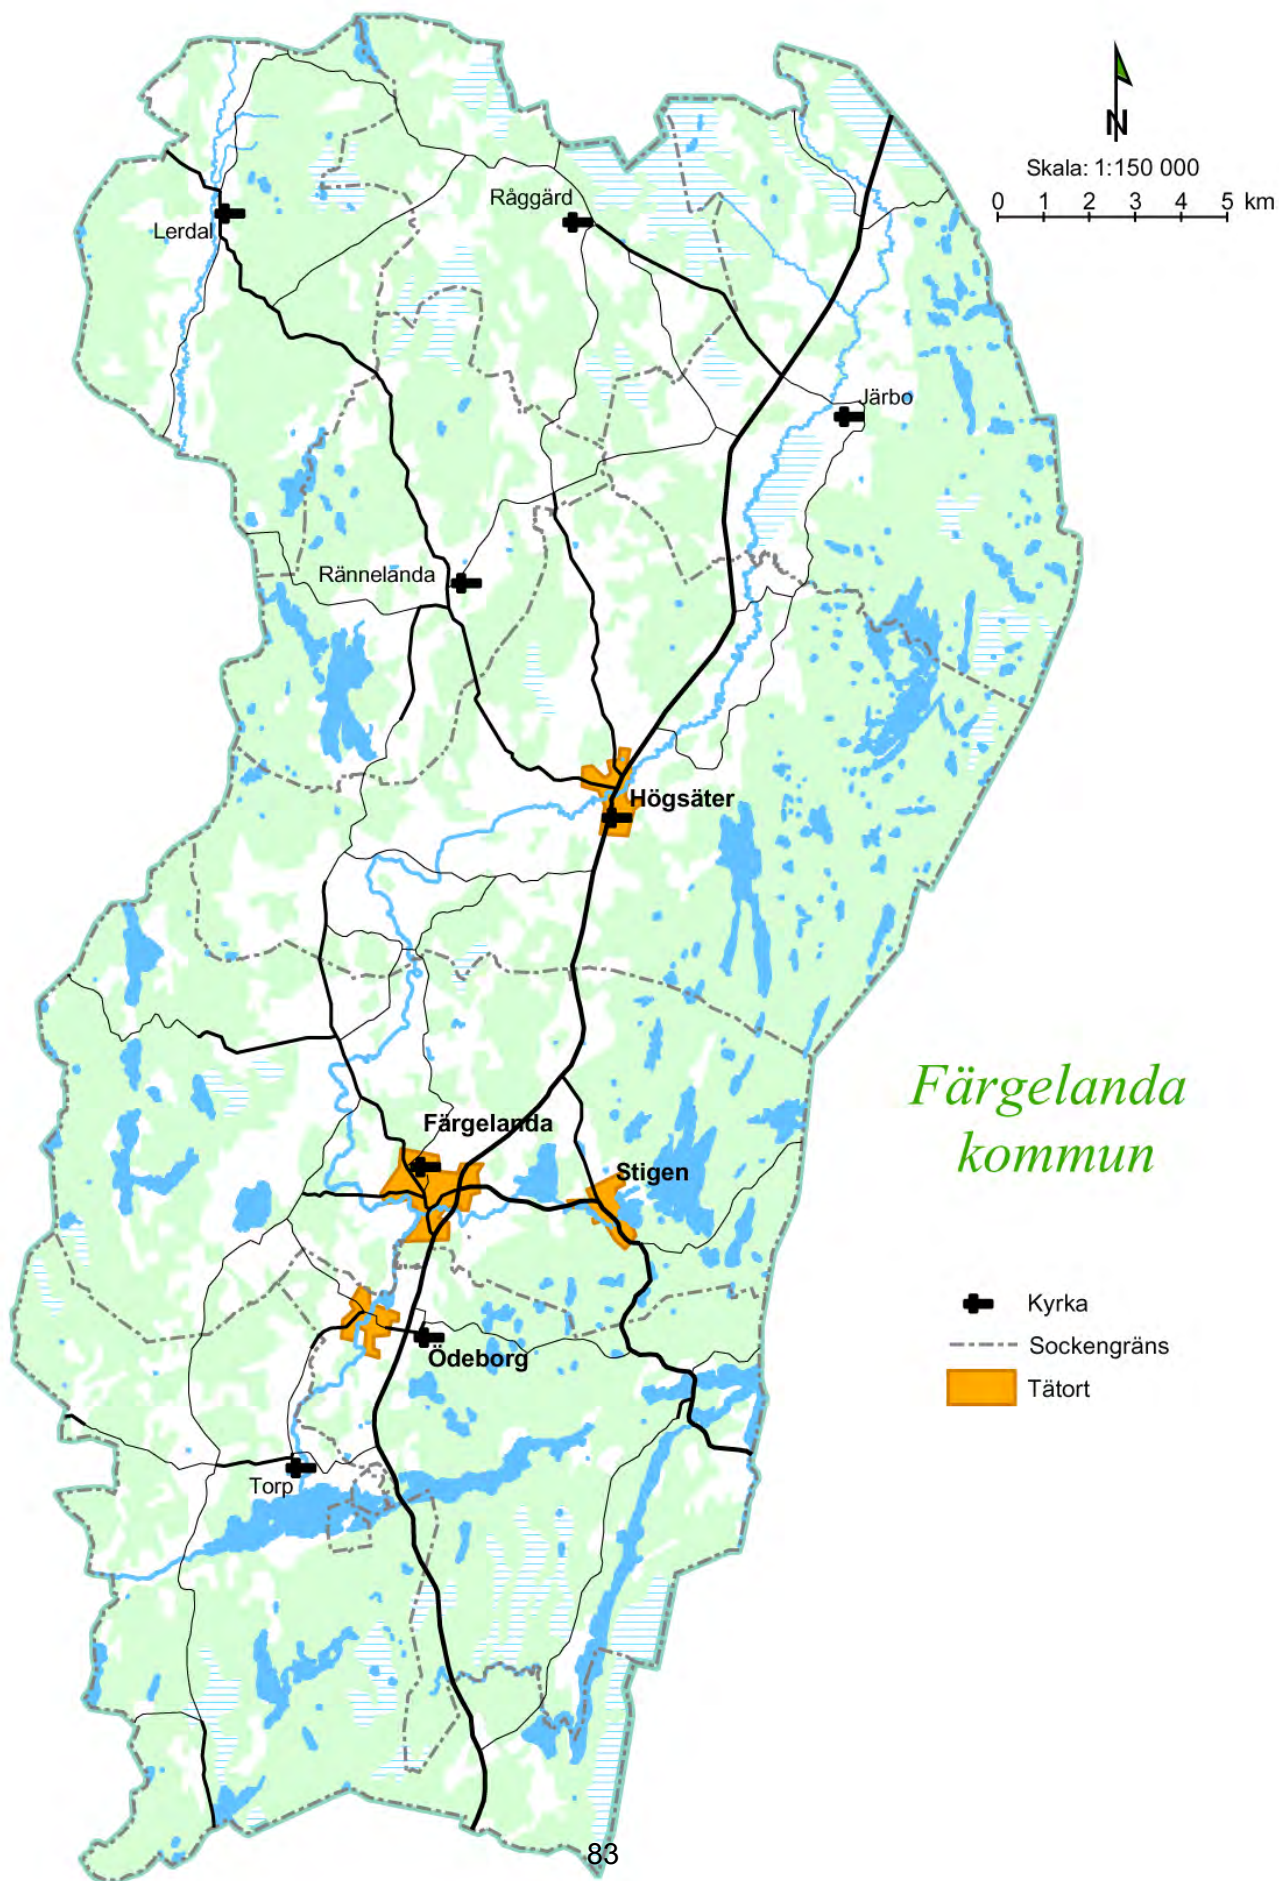 N
Skala: 1:150 000
0 1 2 3 4 5 km
Råggärd
Lerdal
Järbo
Rännelanda
Högsäter
Färgelanda
kommun
Färgelanda
Stigen
Kyrka
Sockengräns
Ödeborg
Tätort
Torp
83